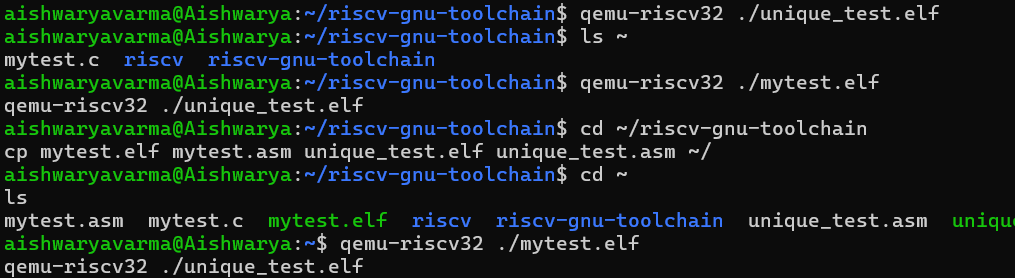 aishwaryavarma@Aishwarya:~/riscv-gnu-toolchain$ qemu-riscv32 ./unique_test.elf
aishwaryavarma@Aishwarya:~/riscv-gnu-toolchain$ ls ~
mytest.c  riscv  riscv-gnu-toolchain
aishwaryavarma@Aishwarya:~/riscv-gnu-toolchain$ qemu-riscv32 ./mytest.elf
qemu-riscv32 ./unique_test.elf
aishwaryavarma@Aishwarya:~/riscv-gnu-toolchain$ cd ~/riscv-gnu-toolchain
cp mytest.elf mytest.asm unique_test.elf unique_test.asm ~/
aishwaryavarma@Aishwarya:~/riscv-gnu-toolchain$ cd ~
ls
mytest.asm  mytest.c  mytest.elf  riscv  riscv-gnu-toolchain  unique_test.asm
aishwaryavarma@Aishwarya:~$ qemu-riscv32 ./mytest.elf
qemu-riscv32 ./unique_test.elf